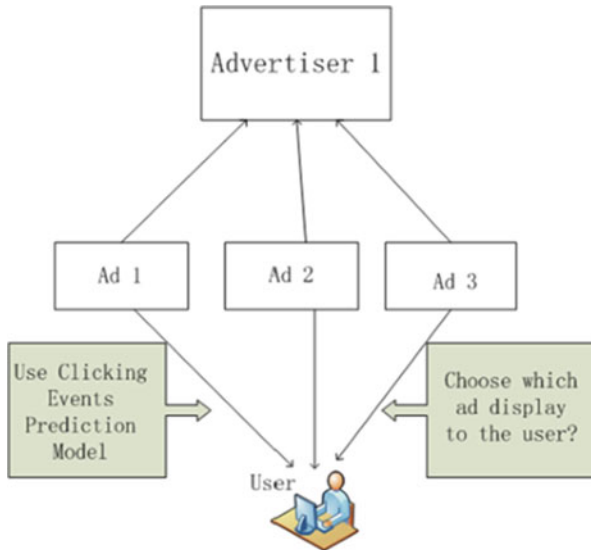 Advertiser 1
Ad 1
Ad 2
Ad 3
Use Clicking
Events
Prediction
Model
Choose which
ad display
to the user?
User